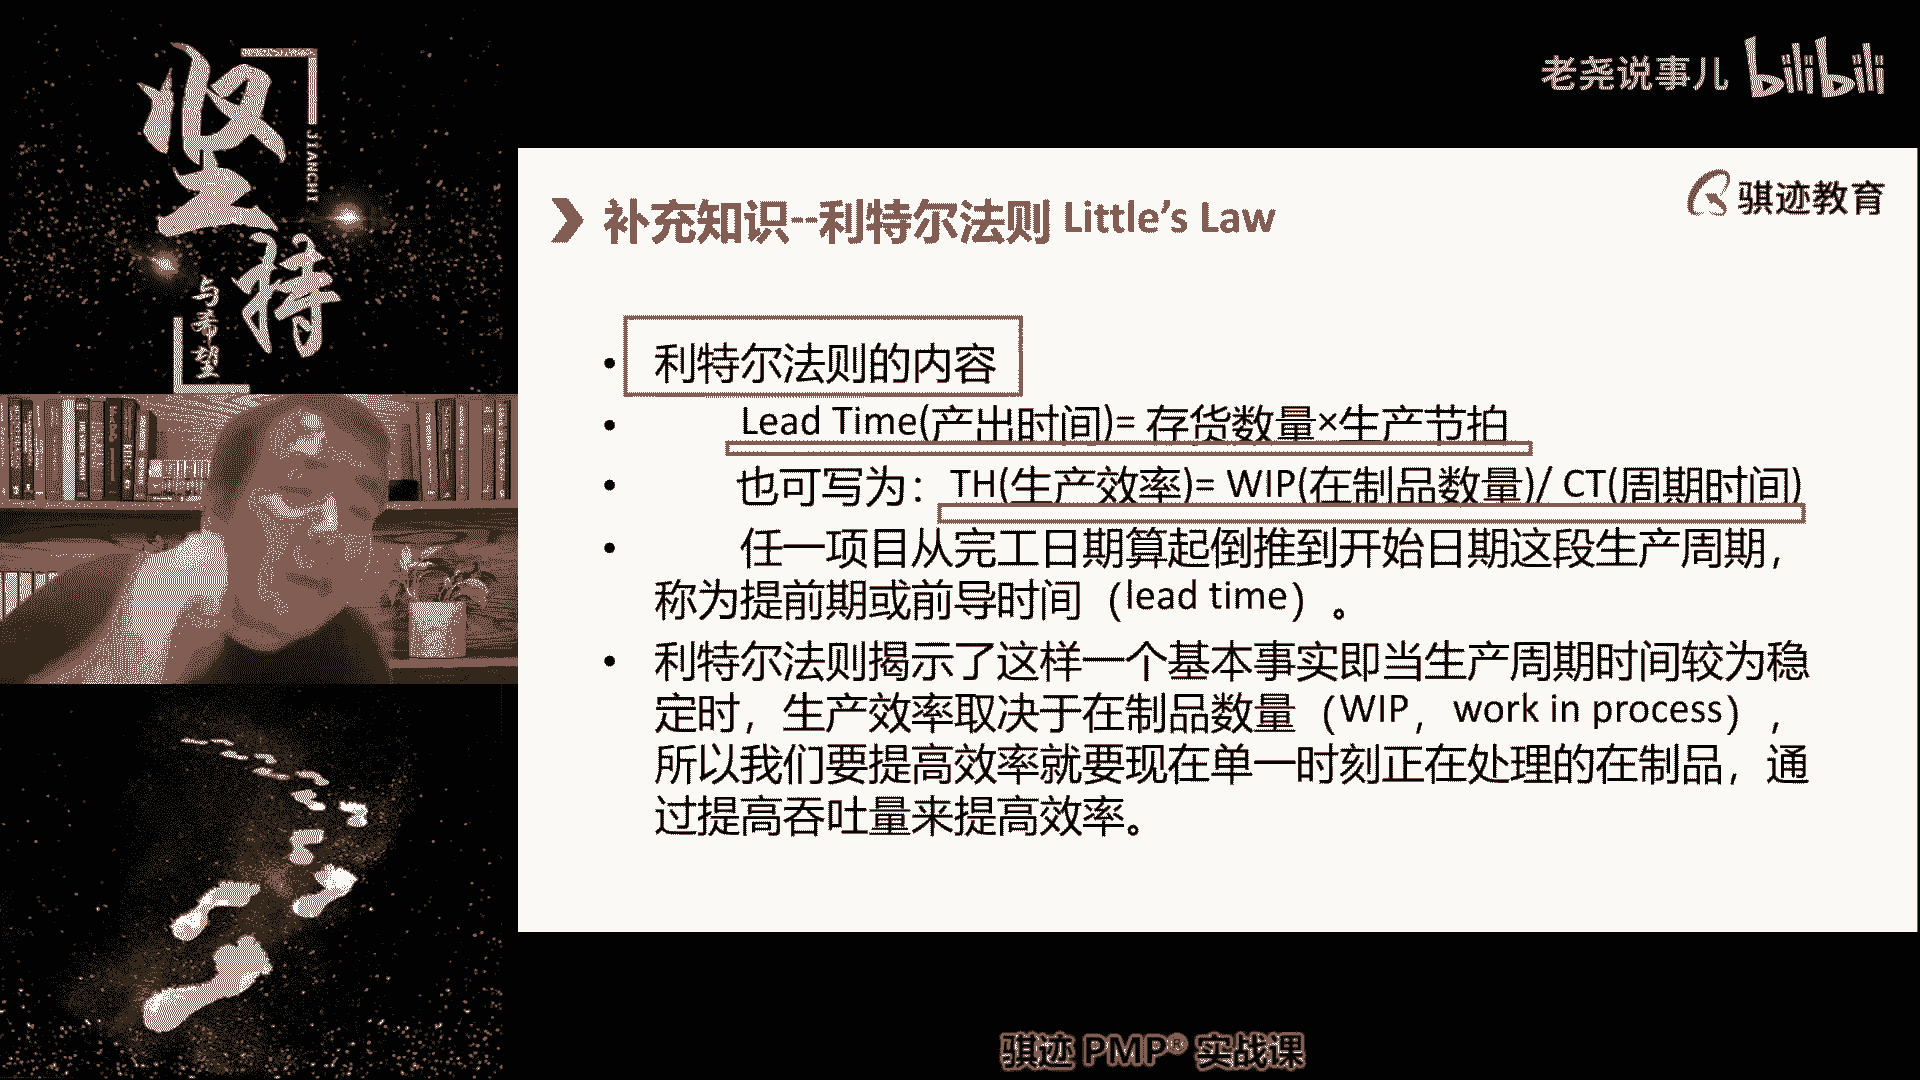 坚持
JIANCHI
与希望
老尧说事儿 bilibili
骐迹教育
补充知识--利特尔法则 Little's Law
• 利特尔法则的内容
• Lead Time(产出时间)= 存货数量×生产节拍
• 也可写为：TH(生产效率)= WIP(在制品数量)/ CT(周期时间)
• 任一项目从完工日期算起倒推到开始日期这段生产周期，
称为提前期或前导时间（lead time）。
• 利特尔法则揭示了这样一个基本事实即当生产周期时间较为稳
定时，生产效率取决于在制品数量（WIP，work in process），
所以我们要提高效率就要现在单一时刻正在处理的在制品，通
过提高吞吐量来提高效率。
骐迹 PMP® 实战课